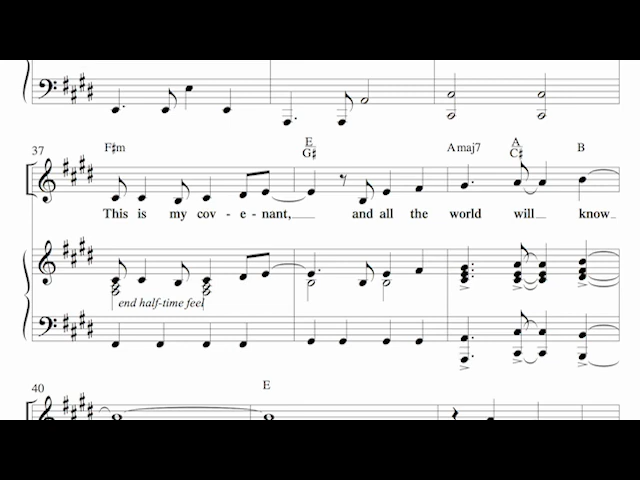 37 F♯m E/G♯ Amaj7 A/C♯ B
This is my cov - e - nant, and all the world will know
end half-time feel
40 E